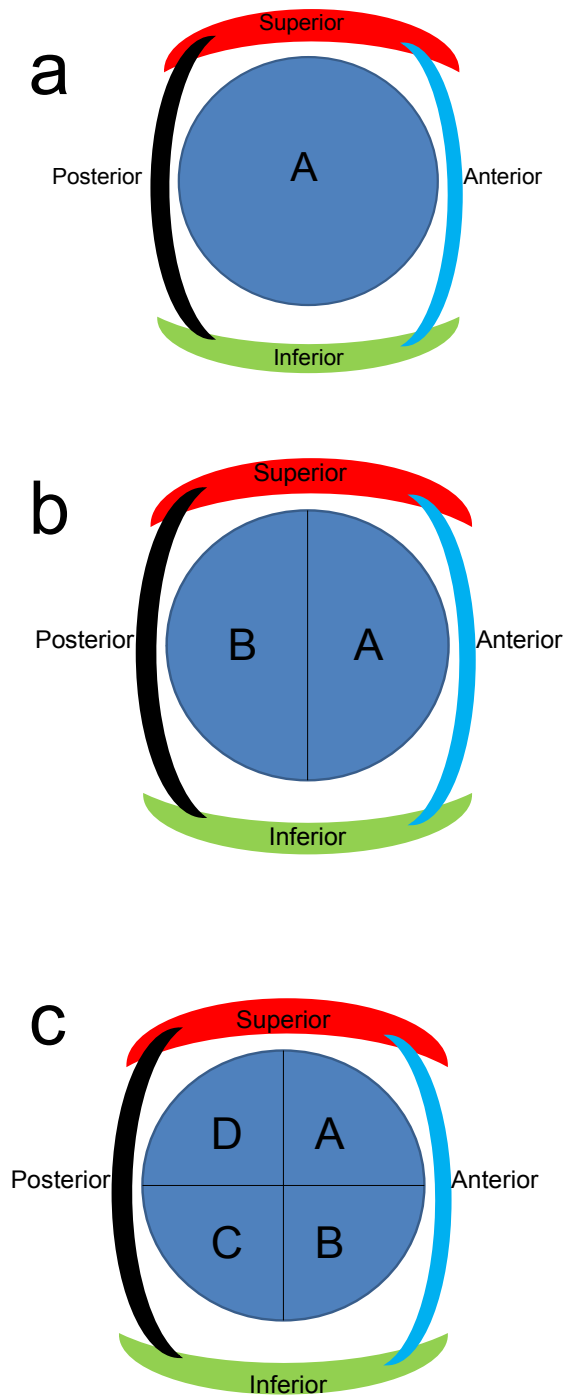 a
Superior
A
Posterior
Anterior
Inferior
b
Superior
B
A
Posterior
Anterior
Inferior
c
Superior
D
A
Posterior
Anterior
C
B
Inferior